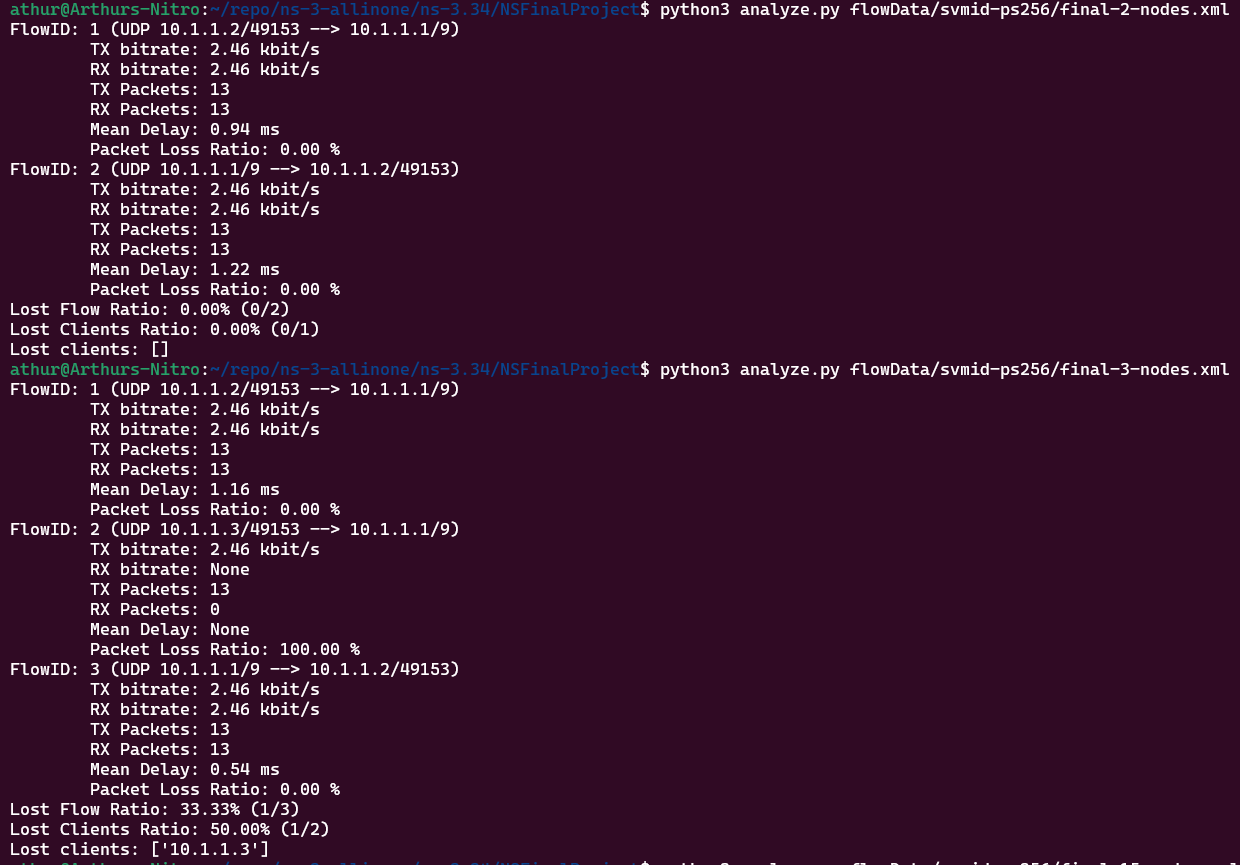 athur@Arthurs-Nitro:~/repo/ns-3-allinone/ns-3.34/NSFinalProject$ python3 analyze.py flowData/svmid-ps256/final-2-nodes.xml
FlowID: 1 (UDP 10.1.1.2/49153 --> 10.1.1.1/9)
TX bitrate: 2.46 kbit/s
RX bitrate: 2.46 kbit/s
TX Packets: 13
RX Packets: 13
Mean Delay: 0.94 ms
Packet Loss Ratio: 0.00 %
FlowID: 2 (UDP 10.1.1.1/9 --> 10.1.1.2/49153)
TX bitrate: 2.46 kbit/s
RX bitrate: 2.46 kbit/s
TX Packets: 13
RX Packets: 13
Mean Delay: 1.22 ms
Packet Loss Ratio: 0.00 %
Lost Flow Ratio: 0.00% (0/2)
Lost Clients Ratio: 0.00% (0/1)
Lost clients: []
athur@Arthurs-Nitro:~/repo/ns-3-allinone/ns-3.34/NSFinalProject$ python3 analyze.py flowData/svmid-ps256/final-3-nodes.xml
FlowID: 1 (UDP 10.1.1.2/49153 --> 10.1.1.1/9)
TX bitrate: 2.46 kbit/s
RX bitrate: 2.46 kbit/s
TX Packets: 13
RX Packets: 13
Mean Delay: 1.16 ms
Packet Loss Ratio: 0.00 %
FlowID: 2 (UDP 10.1.1.3/49153 --> 10.1.1.1/9)
TX bitrate: 2.46 kbit/s
RX bitrate: None
TX Packets: 13
RX Packets: 0
Mean Delay: None
Packet Loss Ratio: 100.00 %
FlowID: 3 (UDP 10.1.1.1/9 --> 10.1.1.2/49153)
TX bitrate: 2.46 kbit/s
RX bitrate: 2.46 kbit/s
TX Packets: 13
RX Packets: 13
Mean Delay: 0.54 ms
Packet Loss Ratio: 0.00 %
Lost Flow Ratio: 33.33% (1/3)
Lost Clients Ratio: 50.00% (1/2)
Lost clients: ['10.1.1.3']